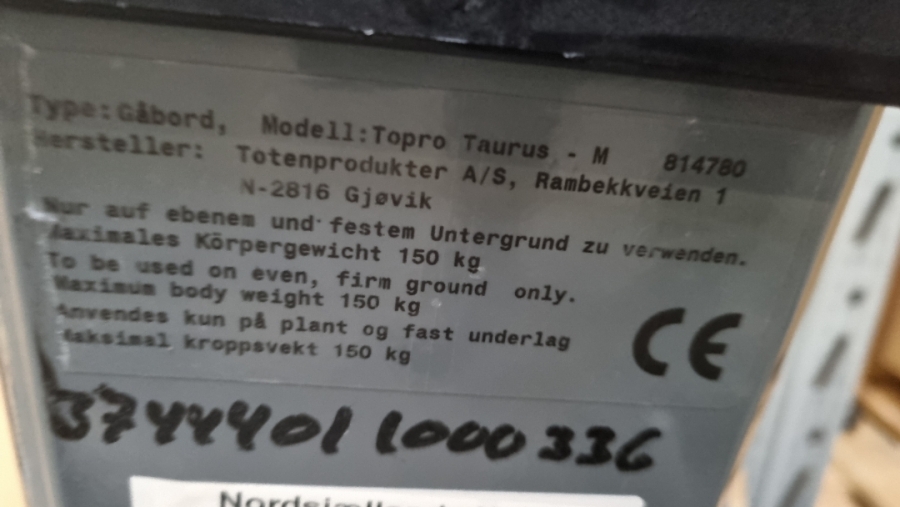 Type:Gåbord, Modell:Topro Taurus - M 814780
Hersteller: Totenprodukter A/S, Rambekkveien 1
N-2816 Gjøvik
Nur auf ebenem und festem Untergrund zu verwenden.
Maximales Körpergewicht 150 kg
To be used on even, firm ground only.
Maximum body weight 150 kg
Anvendes kun på plant og fast underlag
Maksimal kroppsvekt 150 kg
CE
37444011000336